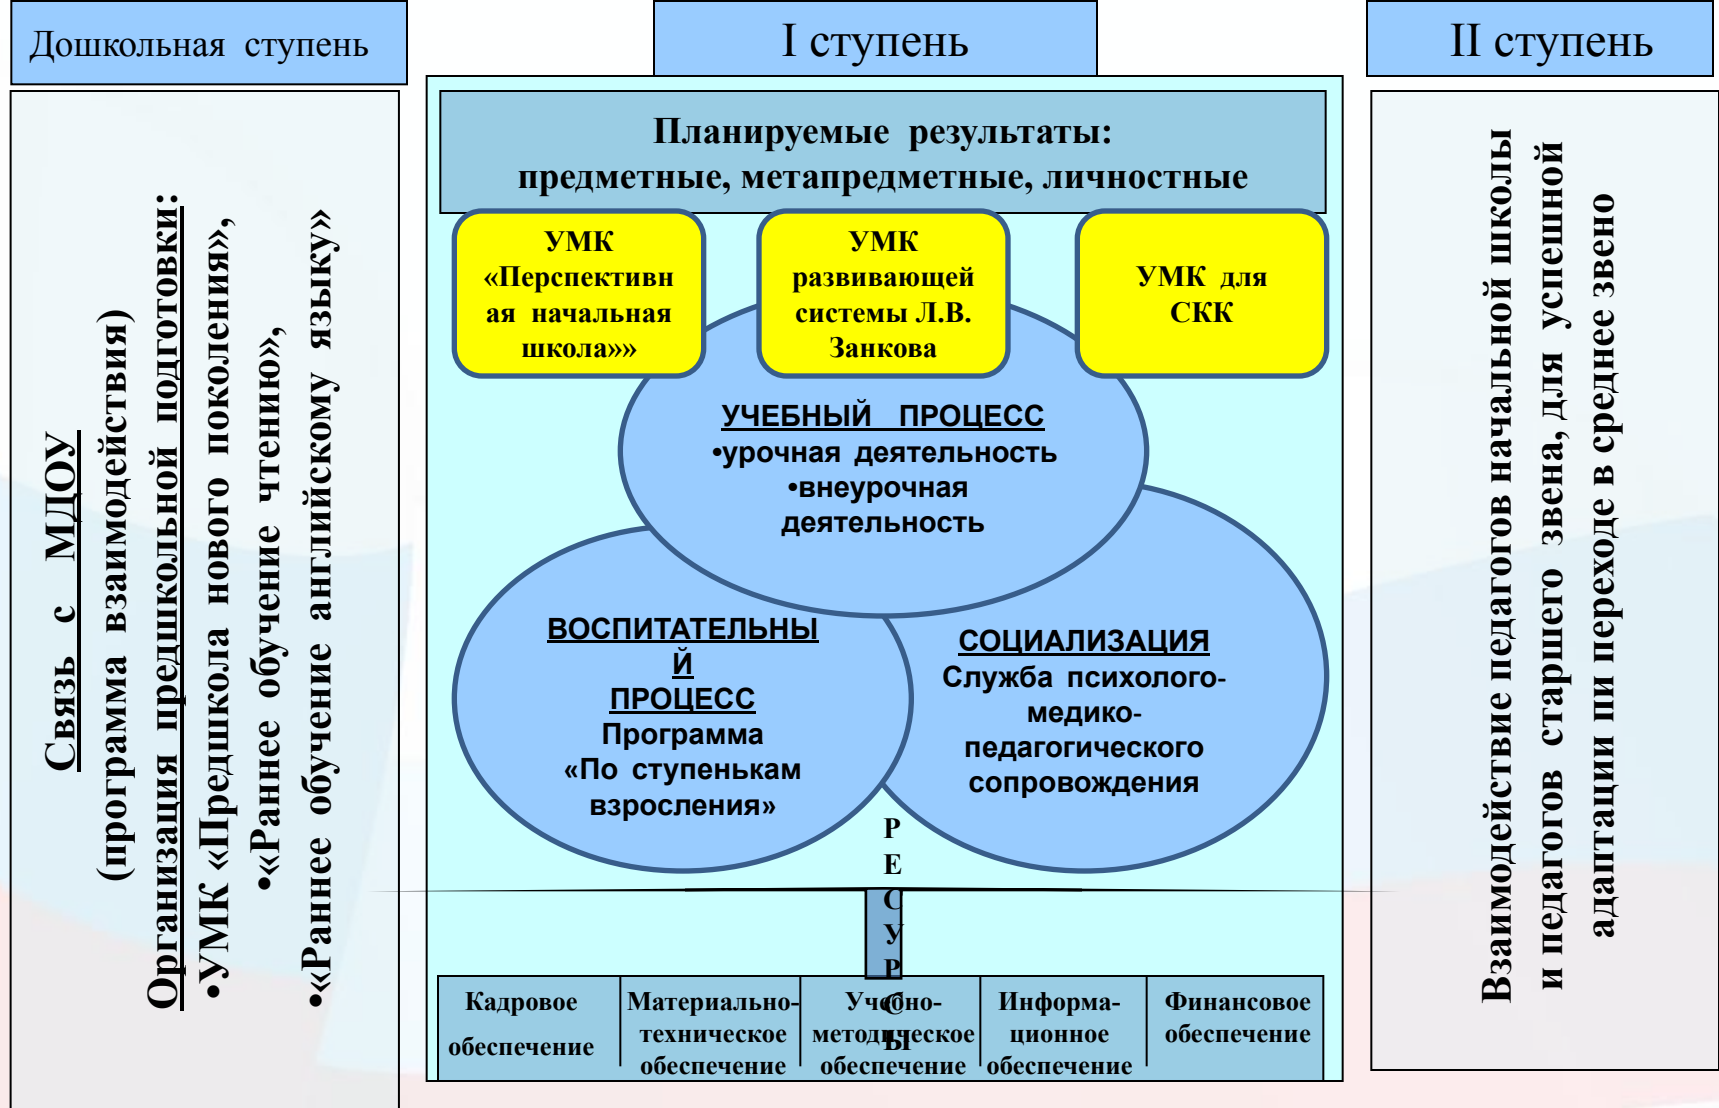 Дошкольная ступень
I ступень
II ступень
Связь с МДОУ
(программа взаимодействия)
Организация предшкольной подготовки:
•УМК «Предшкола нового поколения»,
•«Раннее обучение чтению»,
•«Раннее обучение английскому языку»
Планируемые результаты:
предметные, метапредметные, личностные
УМК
«Перспективн
ая начальная
школа»»
УМК
развивающей
системы Л.В.
Занкова
УМК для
СКК
УЧЕБНЫЙ ПРОЦЕСС
•урочная деятельность
•внеурочная
деятельность
ВОСПИТАТЕЛЬНЫ
Й
ПРОЦЕСС
Программа
«По ступенькам
взросления»
СОЦИАЛИЗАЦИЯ
Служба психолого-
медико-
педагогического
сопровождения
Р
Е
С
У
Р
С
Ы
Кадровое
обеспечение
Материально-
техническое
обеспечение
Учебно-
методическое
обеспечение
Информа-
ционное
обеспечение
Финансовое
обеспечение
Взаимодействие педагогов начальной школы
и педагогов старшего звена, для успешной
адаптации пи переходе в среднее звено